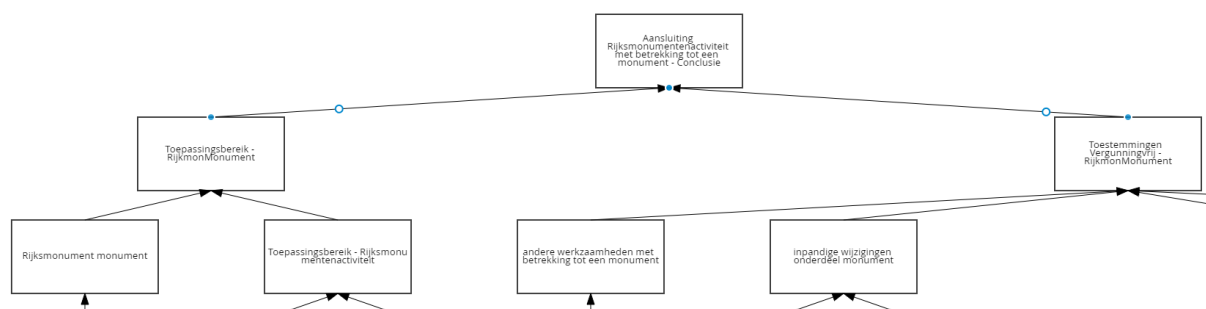 Aansluiting
Rijksmonumentenactiviteit
met betrekking tot een
monument - Conclusie
Toepassingsbereik -
RijkmonMonument
Toestemmingen
Vergunningvrij -
RijkmonMonument
Rijksmonument monument
Toepassingsbereik - Rijksmonu
mentenactiviteit
andere werkzaamheden met
betrekking tot een monument
inpandige wijzigingen
onderdeel monument